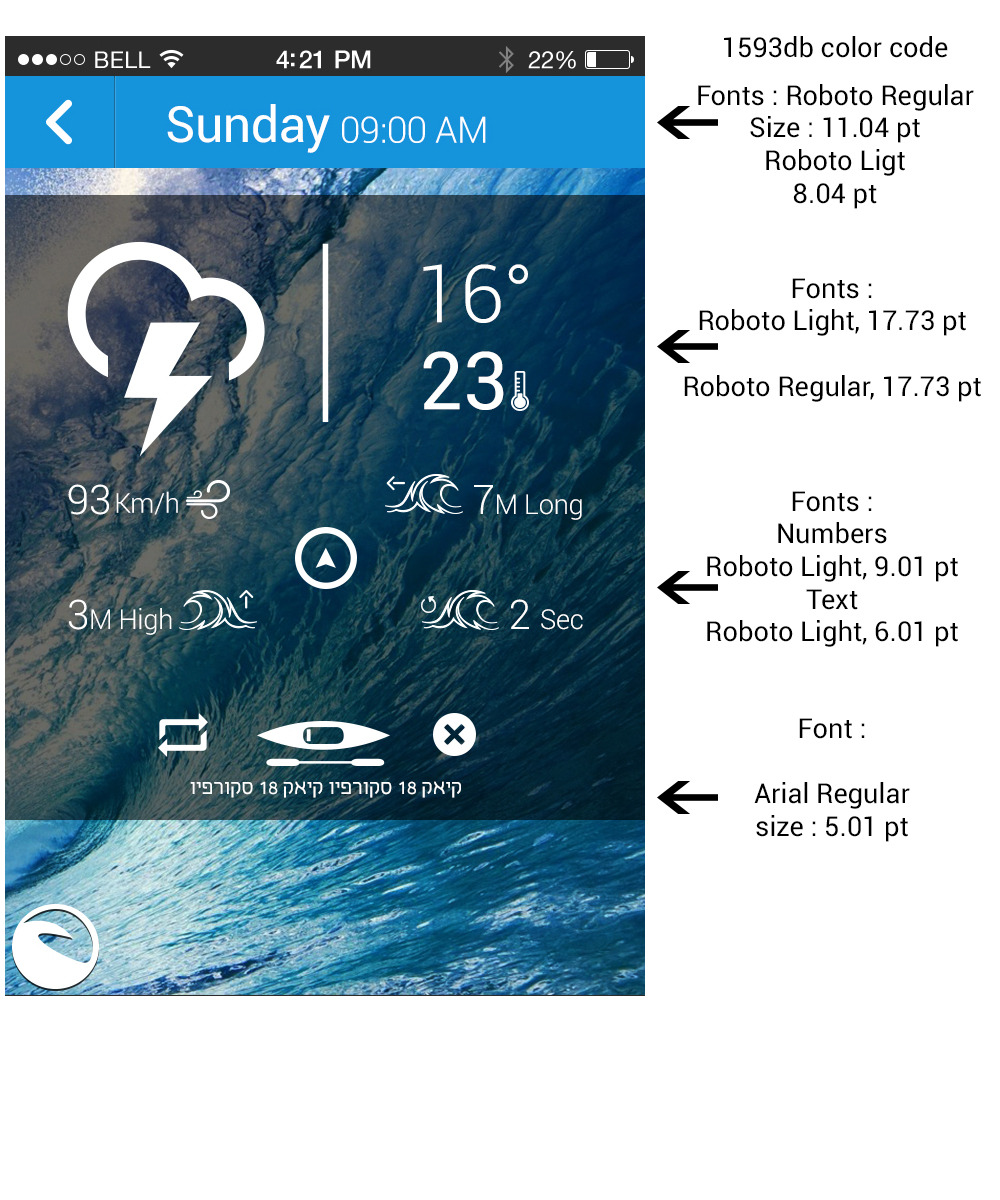 BELL 4:21 PM 22%
Sunday 09:00 AM
16°
23
93 Km/h
7M Long
3M High
2 Sec
קיאק 18 סקורפיו קיאק 18 סקורפיו
1593db color code
Fonts : Roboto Regular
Size : 11.04 pt
Roboto Ligt
8.04 pt
Fonts :
Roboto Light, 17.73 pt
Roboto Regular, 17.73 pt
Fonts :
Numbers
Roboto Light, 9.01 pt
Text
Roboto Light, 6.01 pt
Font :
Arial Regular
size : 5.01 pt